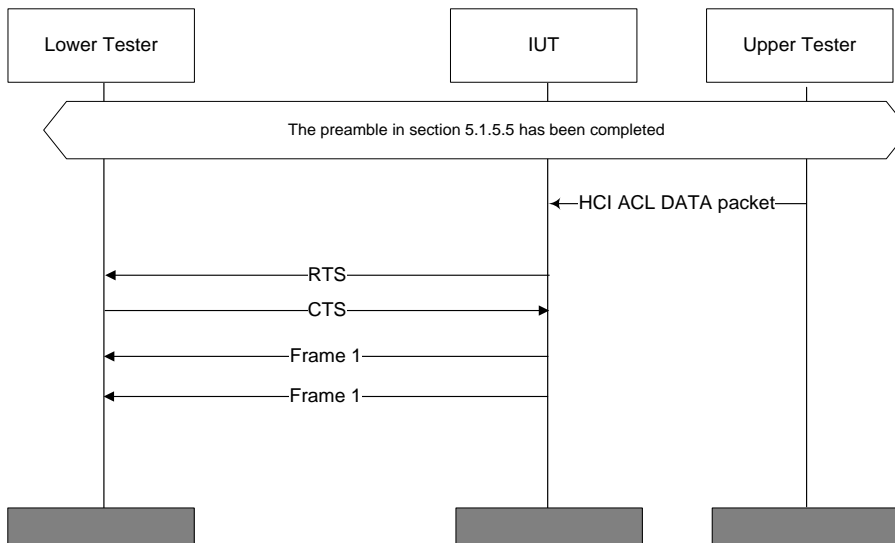 Lower Tester
IUT
Upper Tester
The preamble in section 5.1.5.5 has been completed
HCI ACL DATA packet
RTS
CTS
Frame 1
Frame 1